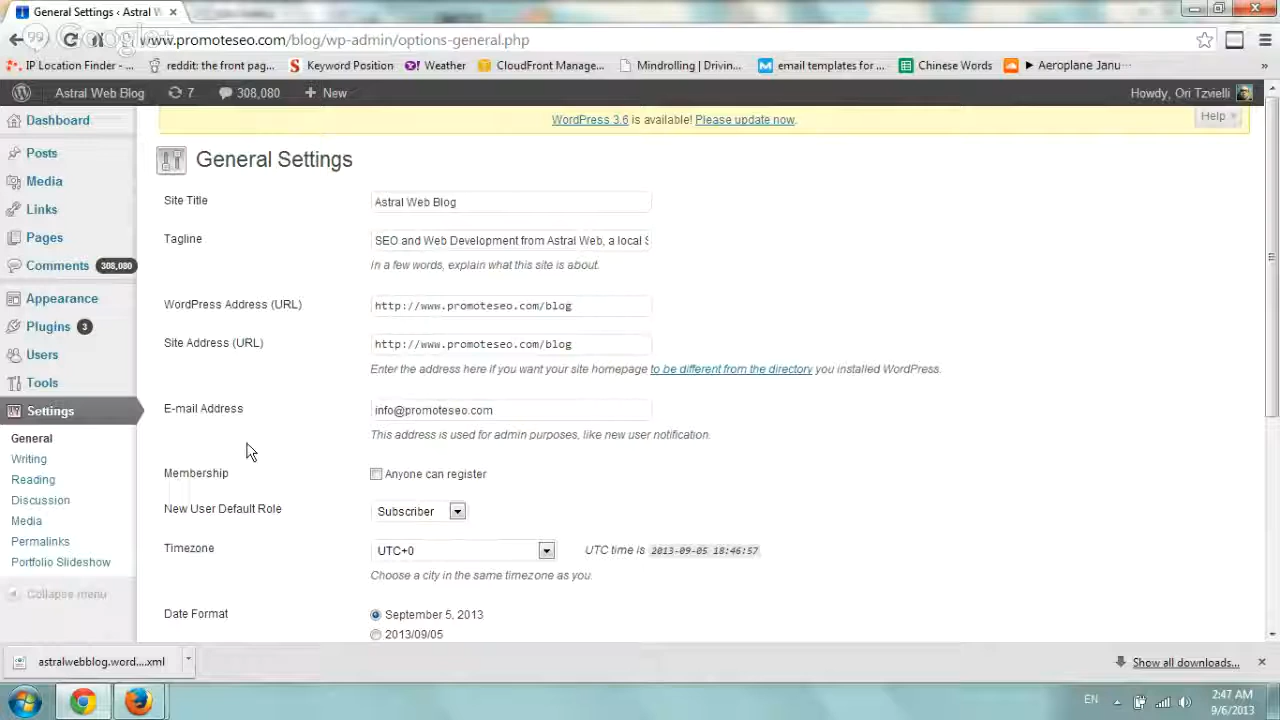 General Settings ‹ Astral W
Google+
www.promoteseo.com/blog/wp-admin/options-general.php
IP Location Finder - ... reddit: the front pag... Keyword Position Weather CloudFront Manage... Mindrolling | Drivin... email templates for ... Chinese Words ► Aeroplane Janu... »
Astral Web Blog 7 308,080 + New Howdy, Ori Tzvielli
WordPress 3.6 is available! Please update now.
Help
Dashboard
Posts
Media
Links
Pages
Comments 308,080
Appearance
Plugins 3
Users
Tools
Settings
General
Writing
Reading
Discussion
Media
Permalinks
Portfolio Slideshow
Collapse menu
General Settings
Site Title Astral Web Blog
Tagline SEO and Web Development from Astral Web, a local S
In a few words, explain what this site is about.
WordPress Address (URL) http://www.promoteseo.com/blog
Site Address (URL) http://www.promoteseo.com/blog
Enter the address here if you want your site homepage to be different from the directory you installed WordPress.
E-mail Address info@promoteseo.com
This address is used for admin purposes, like new user notification.
Membership Anyone can register
New User Default Role Subscriber
Timezone UTC+0 UTC time is 2013-09-05 18:46:57
Choose a city in the same timezone as you.
Date Format September 5, 2013
2013/09/05
astralwebblog.word....xml Show all downloads...
EN 2:47 AM
9/6/2013